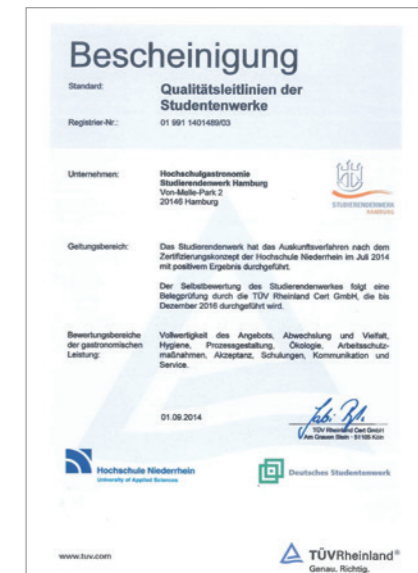 Bescheinigung
Standard: Qualitätsleitlinien der
Studentenwerke
Registrier-Nr.: 01 991 1401489/03
Unternehmen: Hochschulgastronomie
Studierendenwerk Hamburg
Von-Melle-Park 2
20146 Hamburg
STUDIERENDENWERK
HAMBURG
Geltungsbereich: Das Studierendenwerk hat das Auskunftsverfahren nach dem
Zertifizierungskonzept der Hochschule Niederrhein im Juli 2014
mit positivem Ergebnis durchgeführt.
Der Selbstbewertung des Studierendenwerkes folgt eine
Belegprüfung durch die TÜV Rheinland Cert GmbH, die bis
Dezember 2016 durchgeführt wird.
Bewertungsbereiche Vollwertigkeit des Angebots, Abwechslung und Vielfalt,
der gastronomischen Hygiene, Prozessgestaltung, Ökologie, Arbeitsschutz-
Leistung: maßnahmen, Akzeptanz, Schulungen, Kommunikation und
Service.
01.09.2014
TÜV Rheinland Cert GmbH
Am Grauen Stein - 51105 Köln
Hochschule Niederrhein
University of Applied Sciences
Deutsches Studentenwerk
www.tuv.com
TÜVRheinland®
Genau. Richtig.